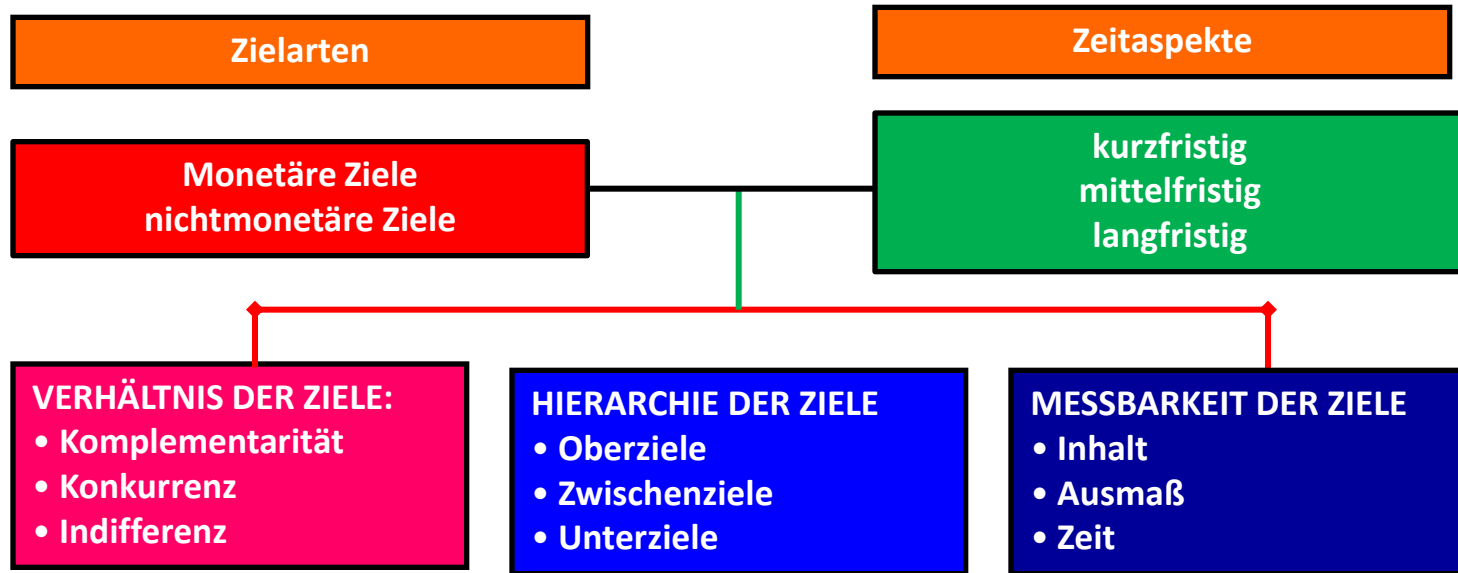 Zielarten
Zeitaspekte
Monetäre Ziele
nichtmonetäre Ziele
kurzfristig
mittelfristig
langfristig
VERHÄLTNIS DER ZIELE:
• Komplementarität
• Konkurrenz
• Indifferenz
HIERARCHIE DER ZIELE
• Oberziele
• Zwischenziele
• Unterziele
MESSBARKEIT DER ZIELE
• Inhalt
• Ausmaß
• Zeit